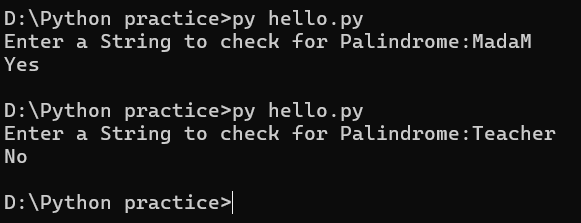 D:\Python practice>py hello.py
Enter a String to check for Palindrome:MadaM
Yes
D:\Python practice>py hello.py
Enter a String to check for Palindrome:Teacher
No
D:\Python practice>